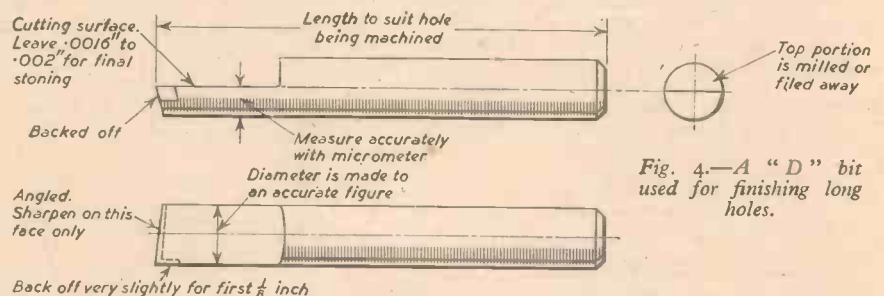 Cutting surface.
Leave ·0016" to
·002" for final
stoning
Length to suit hole
being machined
Top portion
is milled or
filed away
Backed off
Measure accurately
with micrometer
Diameter is made to
an accurate figure
Fig. 4.—A “D” bit
used for finishing long
holes.
Angled.
Sharpen on this
face only
Back off very slightly for first ⅛ inch